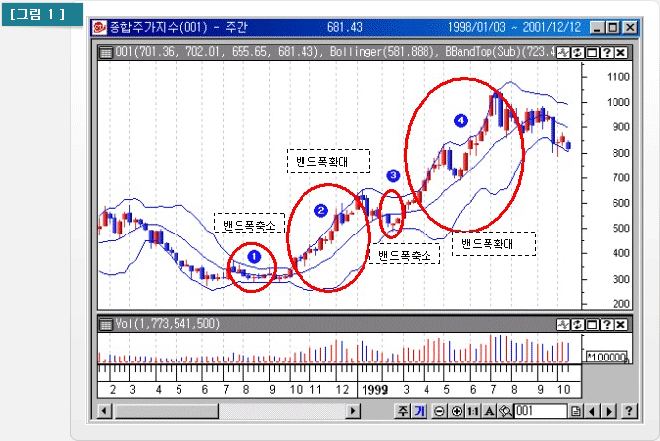 [그림 1 ]
종합주가지수(001) - 주간 681.43 1998/01/03 ~ 2001/12/12
001(701.36, 702.01, 655.65, 681.43), Bollinger(581.888), BBandTop(Sub)(723.4
1100
1000
900
800
700
600
500
400
300
200
밴드폭축소
1
밴드폭확대
2
3
밴드폭축소
4
밴드폭확대
Vol(1,773,541,500)
*100000
2 3 4 5 6 7 8 9 10 11 12 1999 3 4 5 6 7 8 9 10
주 기 1:1 A 001 ?